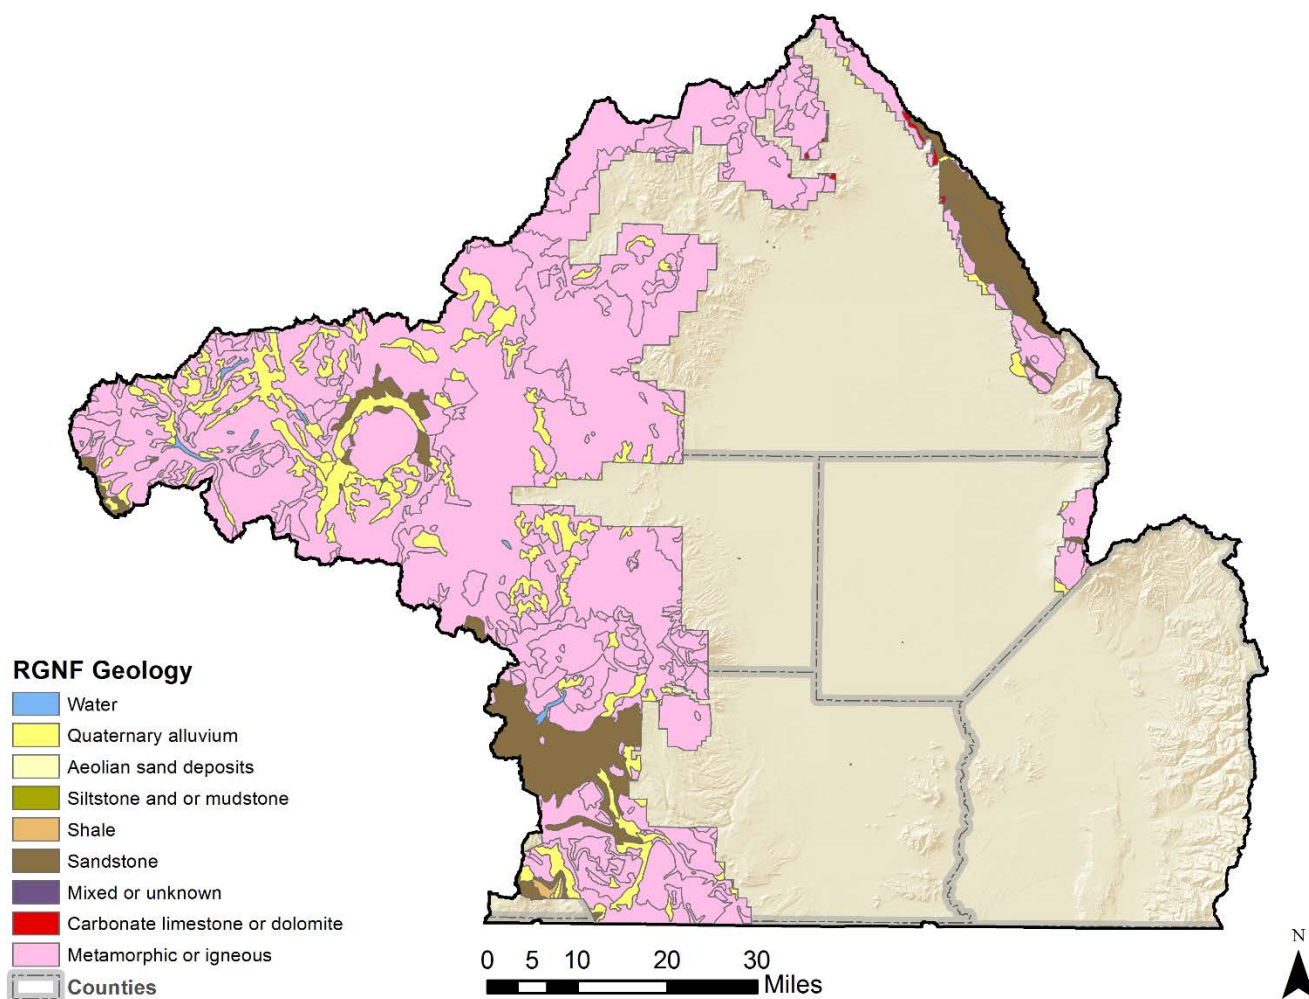 RGNF Geology
Water
Quaternary alluvium
Aeolian sand deposits
Siltstone and or mudstone
Shale
Sandstone
Mixed or unknown
Carbonate limestone or dolomite
Metamorphic or igneous
Counties
0 5 10 20 30
Miles
N